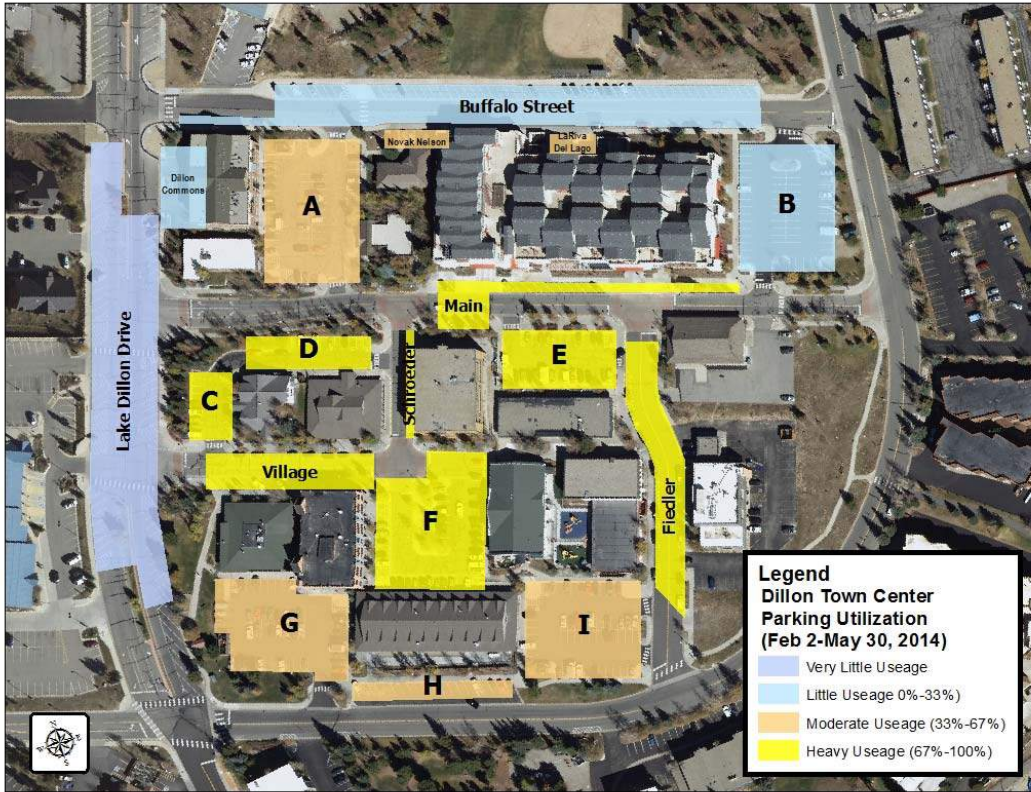 Buffalo Street
Novak Nelson
LaRiva
Del Lago
Dillon
Commons
A
B
Main
Lake Dillon Drive
D
Schroeder
E
C
Village
F
Fiedler
G
I
H
Legend
Dillon Town Center
Parking Utilization
(Feb 2-May 30, 2014)
Very Little Useage
Little Useage 0%-33%)
Moderate Useage (33%-67%)
Heavy Useage (67%-100%)